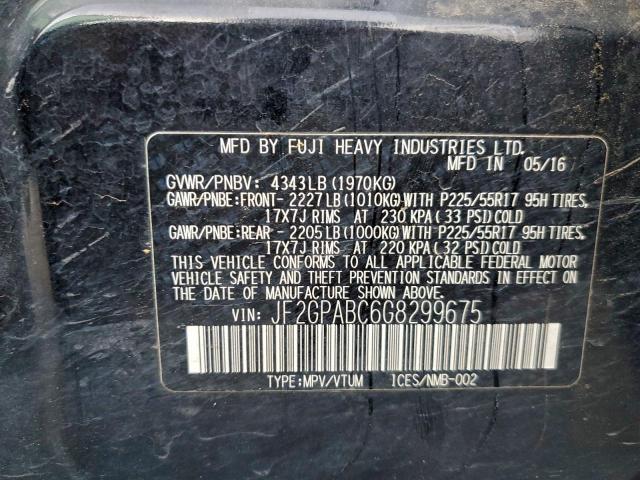 MFD BY FUJI HEAVY INDUSTRIES LTD.
MFD IN 05/16
GVWR/PNBV: 4343LB (1970KG)
GAWR/PNBE:FRONT- 2227LB (1010KG) WITH P225/55R17 95H TIRES,
17X7J RIMS AT 230 KPA (33 PSI) COLD
GAWR/PNBE:REAR - 2205LB (1000KG) WITH P225/55R17 95H TIRES,
17X7J RIMS AT 220 KPA (32 PSI) COLD
THIS VEHICLE CONFORMS TO ALL APPLICABLE FEDERAL MOTOR
VEHICLE SAFETY AND THEFT PREVENTION STANDARDS IN EFFECT ON
THE DATE OF MANUFACTURE SHOWN ABOVE.
VIN: JF2GPABC6G8299675
TYPE:MPV/VTUM ICES/NMB-002